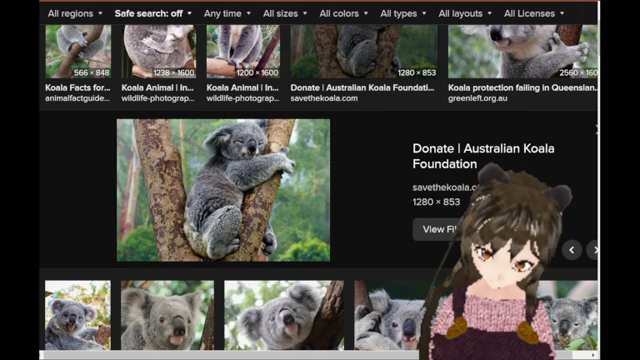 All regions Safe search: off Any time All sizes All colors All types All layouts All Licenses
566 × 848 1238 × 1600 1200 × 1600 1280 × 853 2560 × 160
Koala Facts for... Koala Animal | In... Koala Animal | In... Donate | Australian Koala Foundati... Koala protection failing in Queenslan...
animalfactguide... wildlife-photograp... wildlife-photograp... savethekoala.com greenleft.org.au
Donate | Australian Koala
Foundation
savethekoala.co
1280 × 853
View Fil